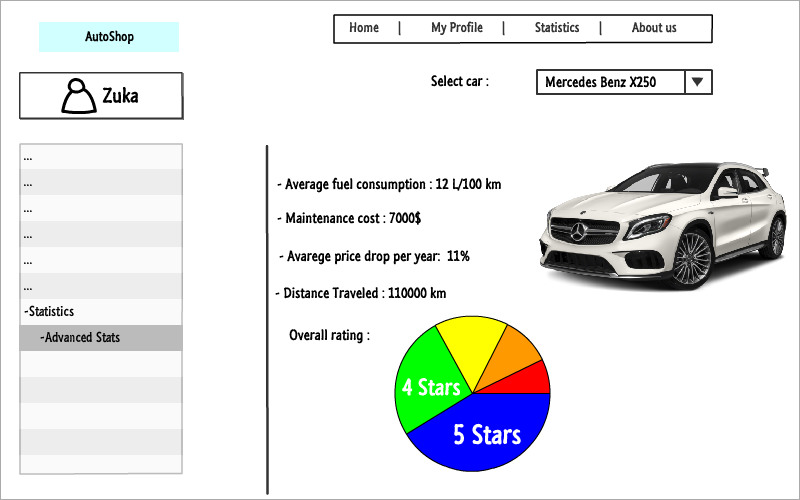 AutoShop
Home | My Profile | Statistics | About us
Select car :
Mercedes Benz X250
Zuka
...
...
...
...
...
...
-Statistics
-Advanced Stats
- Average fuel consumption : 12 L/100 km
- Maintenance cost : 7000$
- Avarege price drop per year: 11%
- Distance Traveled : 110000 km
Overall rating :
4 Stars
5 Stars